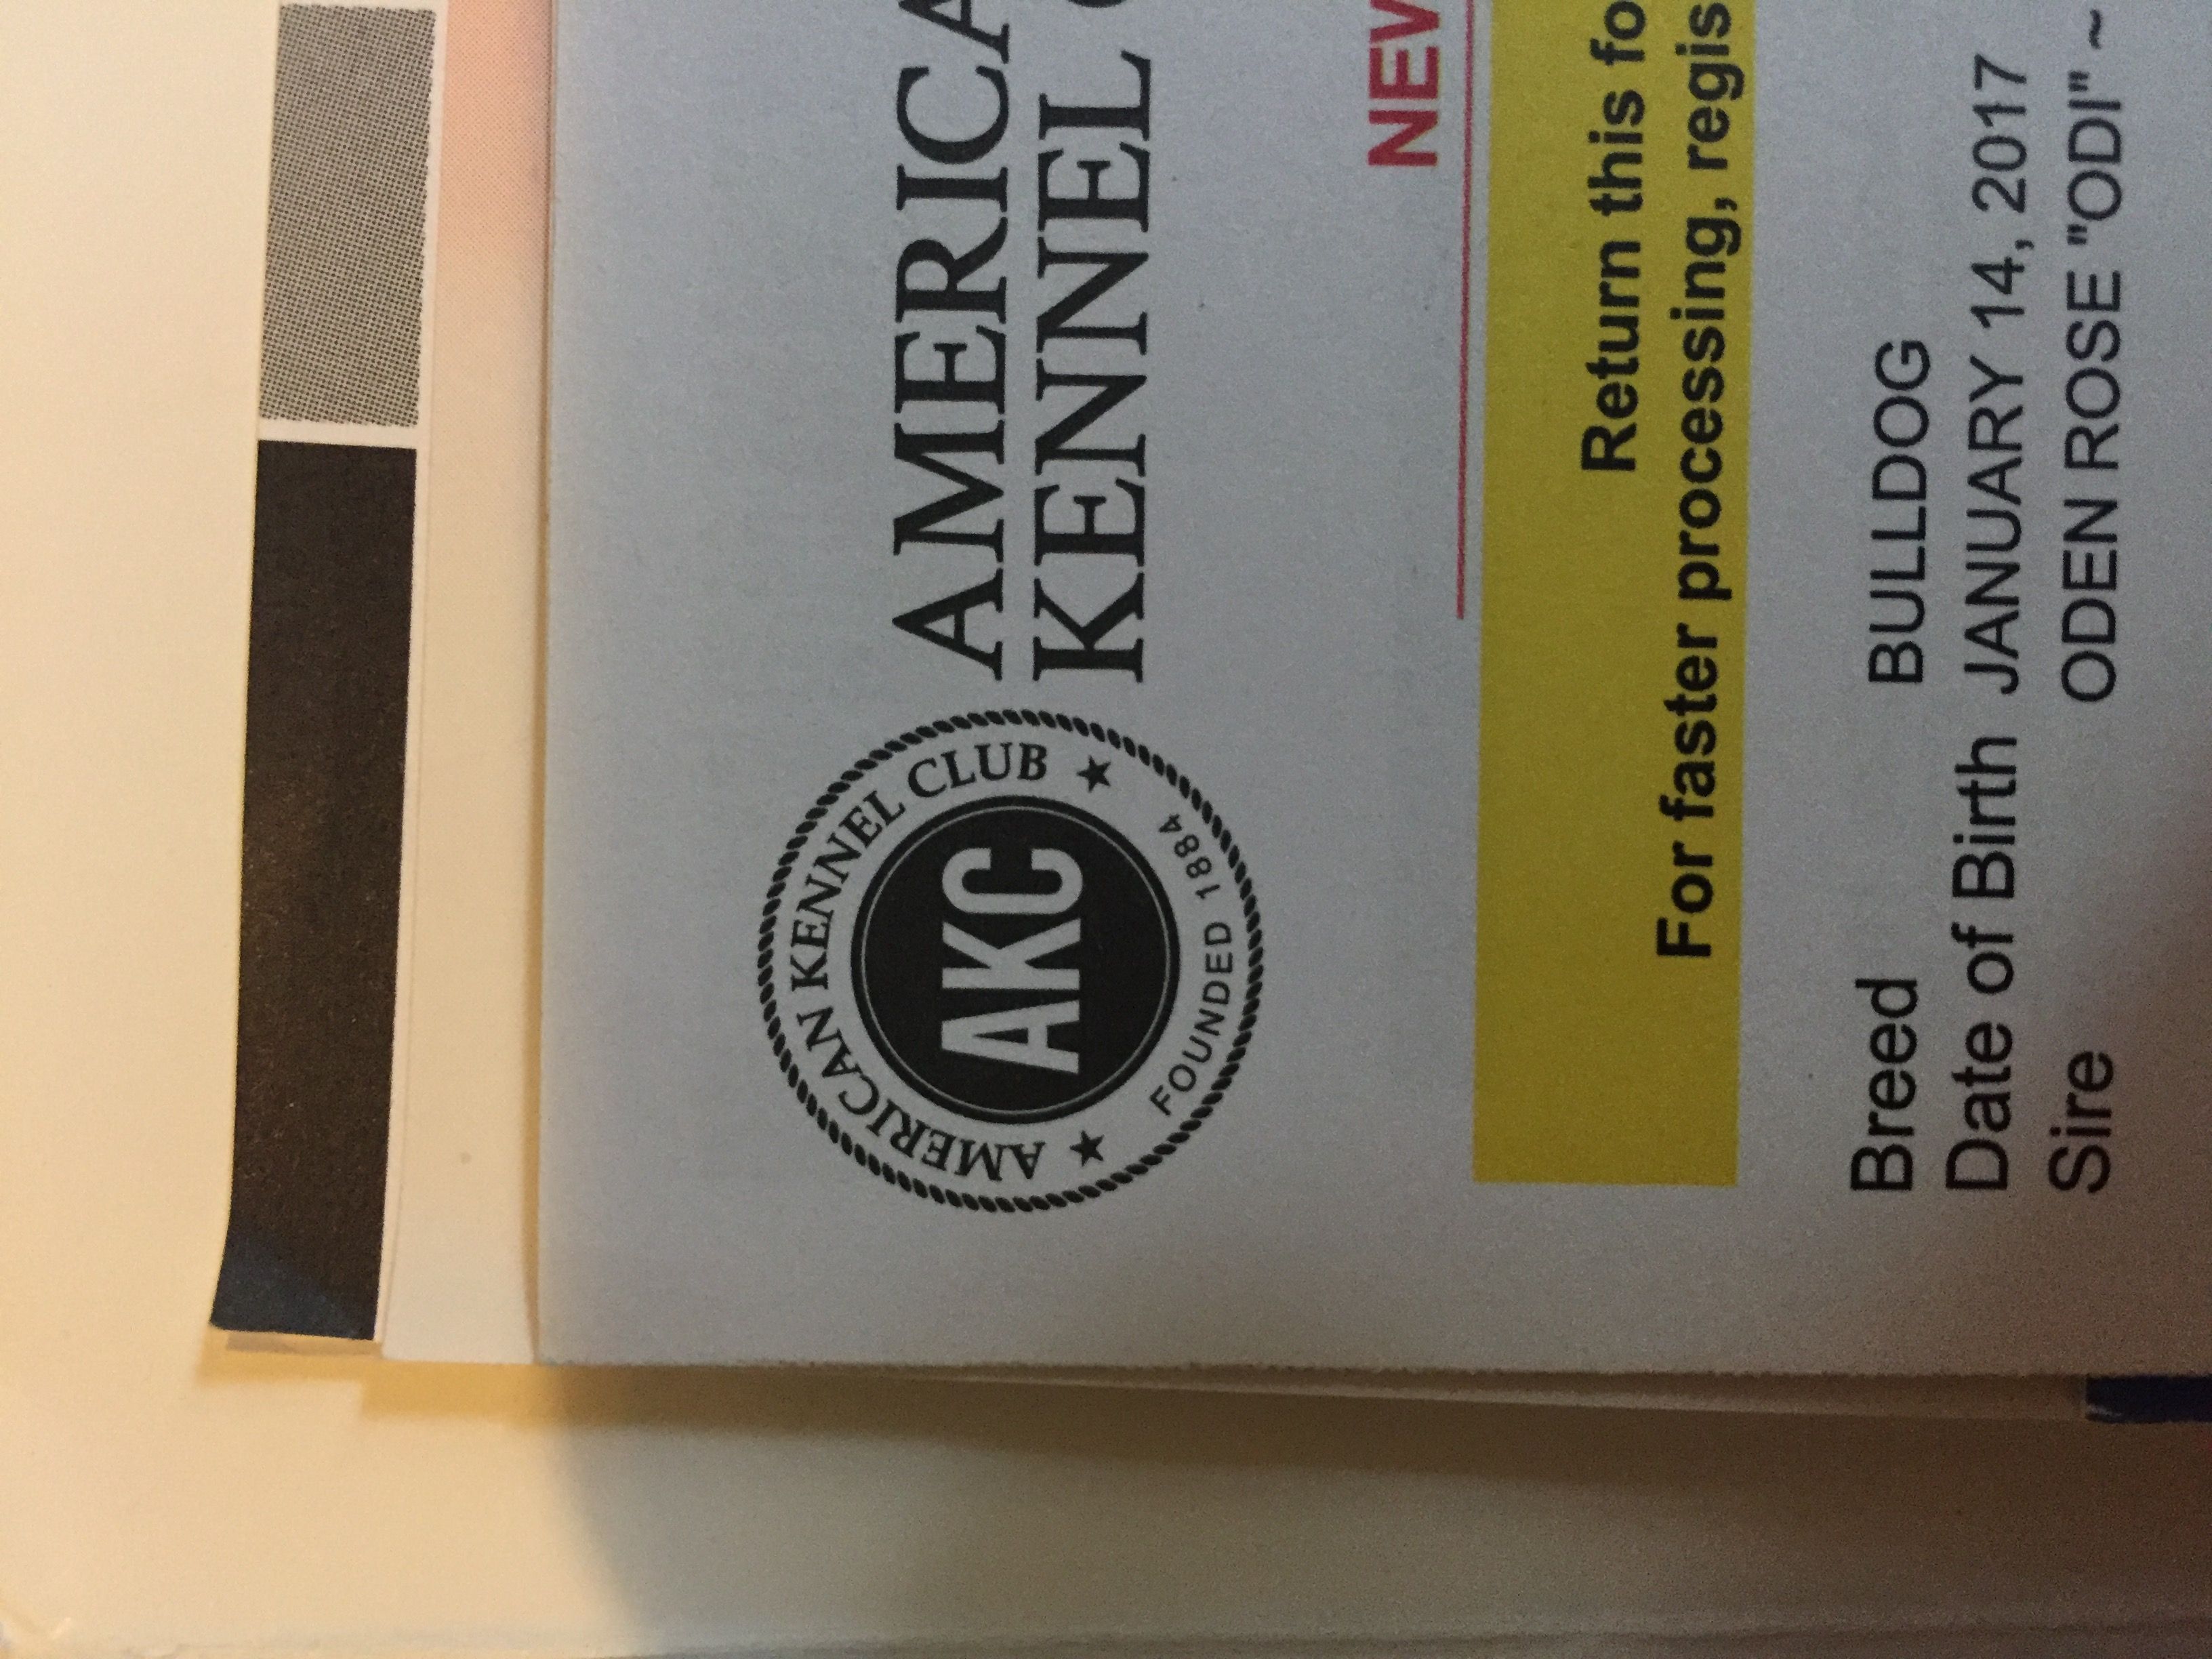 AMERICAN KENNEL CLUB
AKC
FOUNDED 1884
AMERICA
KENNEL
NEW
Return this fo
For faster processing, regis
Breed BULLDOG
Date of Birth JANUARY 14, 2017
Sire ODEN ROSE "ODI" ~